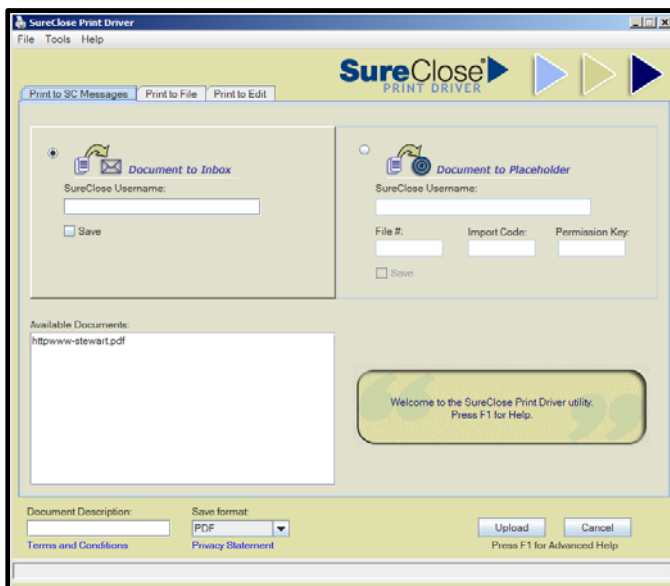 SureClose Print Driver
File Tools Help
SureClose
PRINT DRIVER
Print to SC Messages Print to File Print to Edit
Document to Inbox
SureClose Username:
Save
Document to Placeholder
SureClose Username:
File #: Import Code: Permission Key:
Save
Available Documents:
httpwww-stewart.pdf
Welcome to the SureClose Print Driver utility.
Press F1 for Help.
Document Description: Save format:
PDF
Upload Cancel
Terms and Conditions Privacy Statement Press F1 for Advanced Help